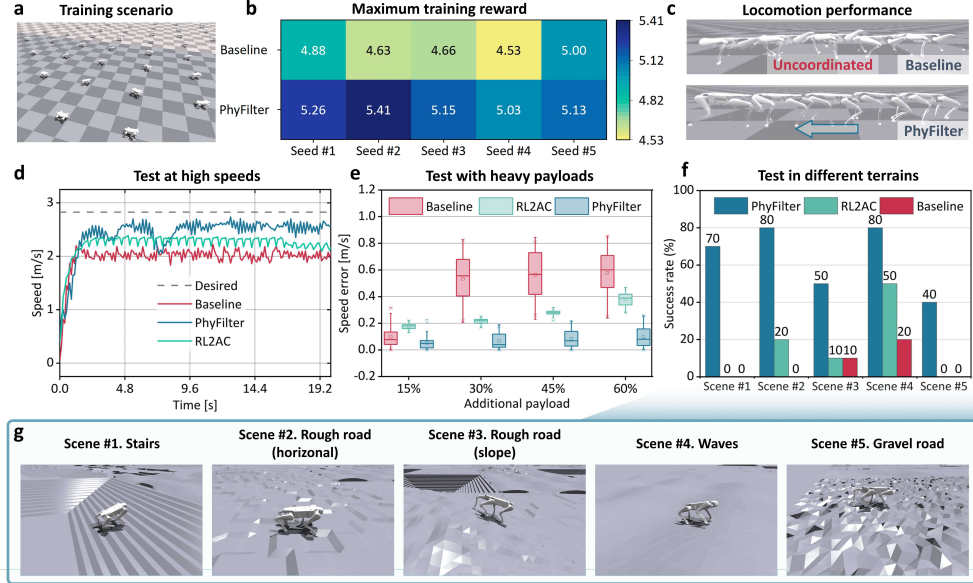 a Training scenario
b Maximum training reward
Baseline 4.88 4.63 4.66 4.53 5.00
PhyFilter 5.26 5.41 5.15 5.03 5.13
Seed #1 Seed #2 Seed #3 Seed #4 Seed #5
5.41
5.12
4.82
4.53
c Locomotion performance
Uncoordinated Baseline
PhyFilter
d Test at high speeds
Speed [m/s]
3
2
1
0
Desired
Baseline
PhyFilter
RL2AC
0.0 4.8 9.6 14.4 19.2
Time [s]
e Test with heavy payloads
Baseline RL2AC PhyFilter
Speed error [m/s]
1.2
1.0
0.8
0.6
0.4
0.2
0.0
-0.2
15% 30% 45% 60%
Additional payload
f Test in different terrains
PhyFilter RL2AC Baseline
Success rate (%)
100
80
60
40
20
0
70 0 0
80 20 0
50 10 10
80 50 20
40 0 0
Scene #1 Scene #2 Scene #3 Scene #4 Scene #5
g
Scene #1. Stairs
Scene #2. Rough road
(horizonal)
Scene #3. Rough road
(slope)
Scene #4. Waves
Scene #5. Gravel road